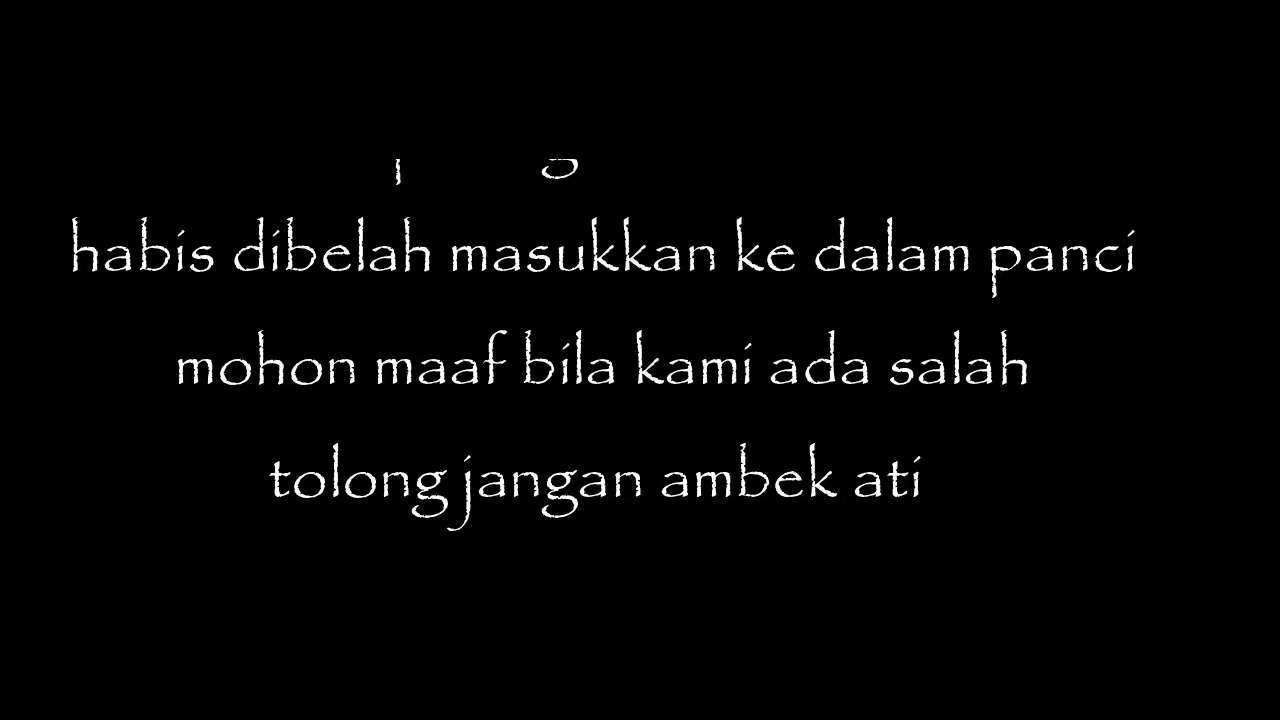 habis dibelah masukkan ke dalam panci
mohon maaf bila kami ada salah
tolong jangan ambek ati